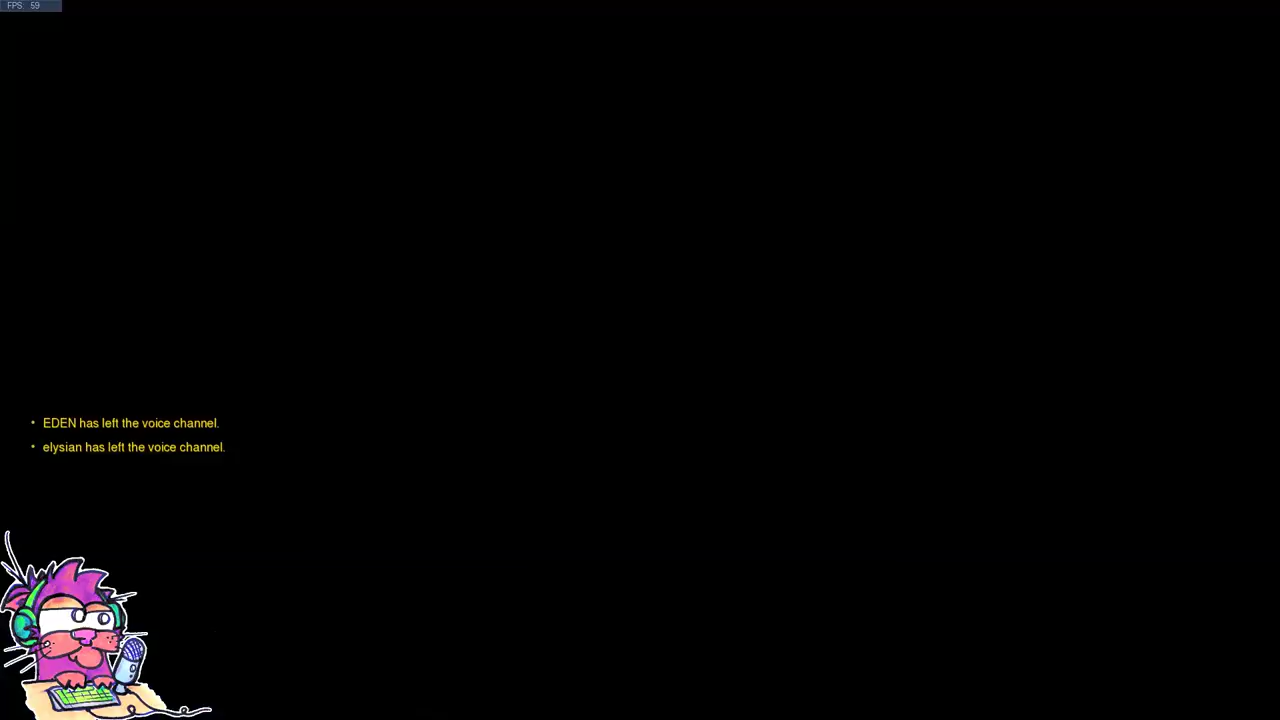 FPS: 59
• EDEN has left the voice channel.
• elysian has left the voice channel.